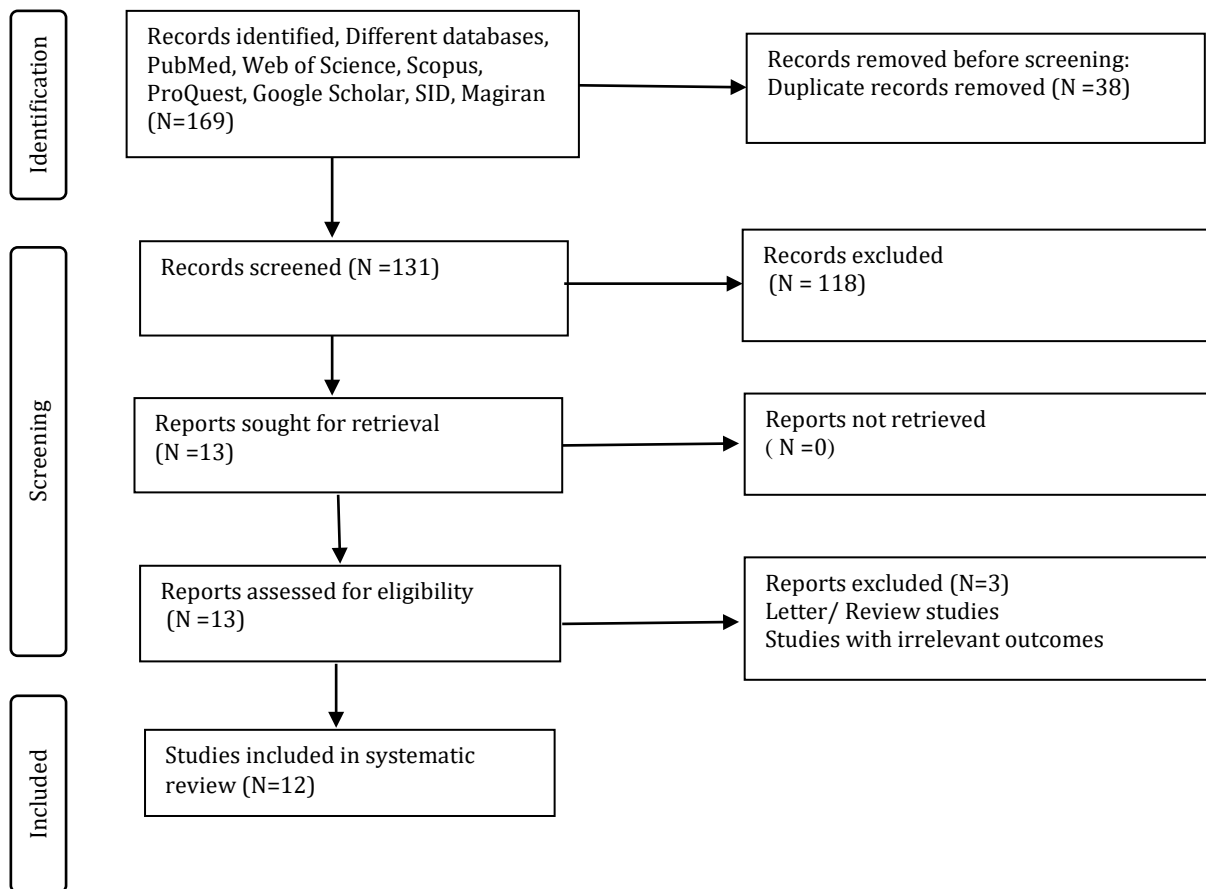 Identification
Records identified, Different databases,
PubMed, Web of Science, Scopus,
ProQuest, Google Scholar, SID, Magiran
(N=169)
Records removed before screening:
Duplicate records removed (N =38)
Screening
Records screened (N =131)
Records excluded
(N = 118)
Reports sought for retrieval
(N =13)
Reports not retrieved
( N =0)
Reports assessed for eligibility
(N =13)
Reports excluded (N=3)
Letter/ Review studies
Studies with irrelevant outcomes
Included
Studies included in systematic
review (N=12)